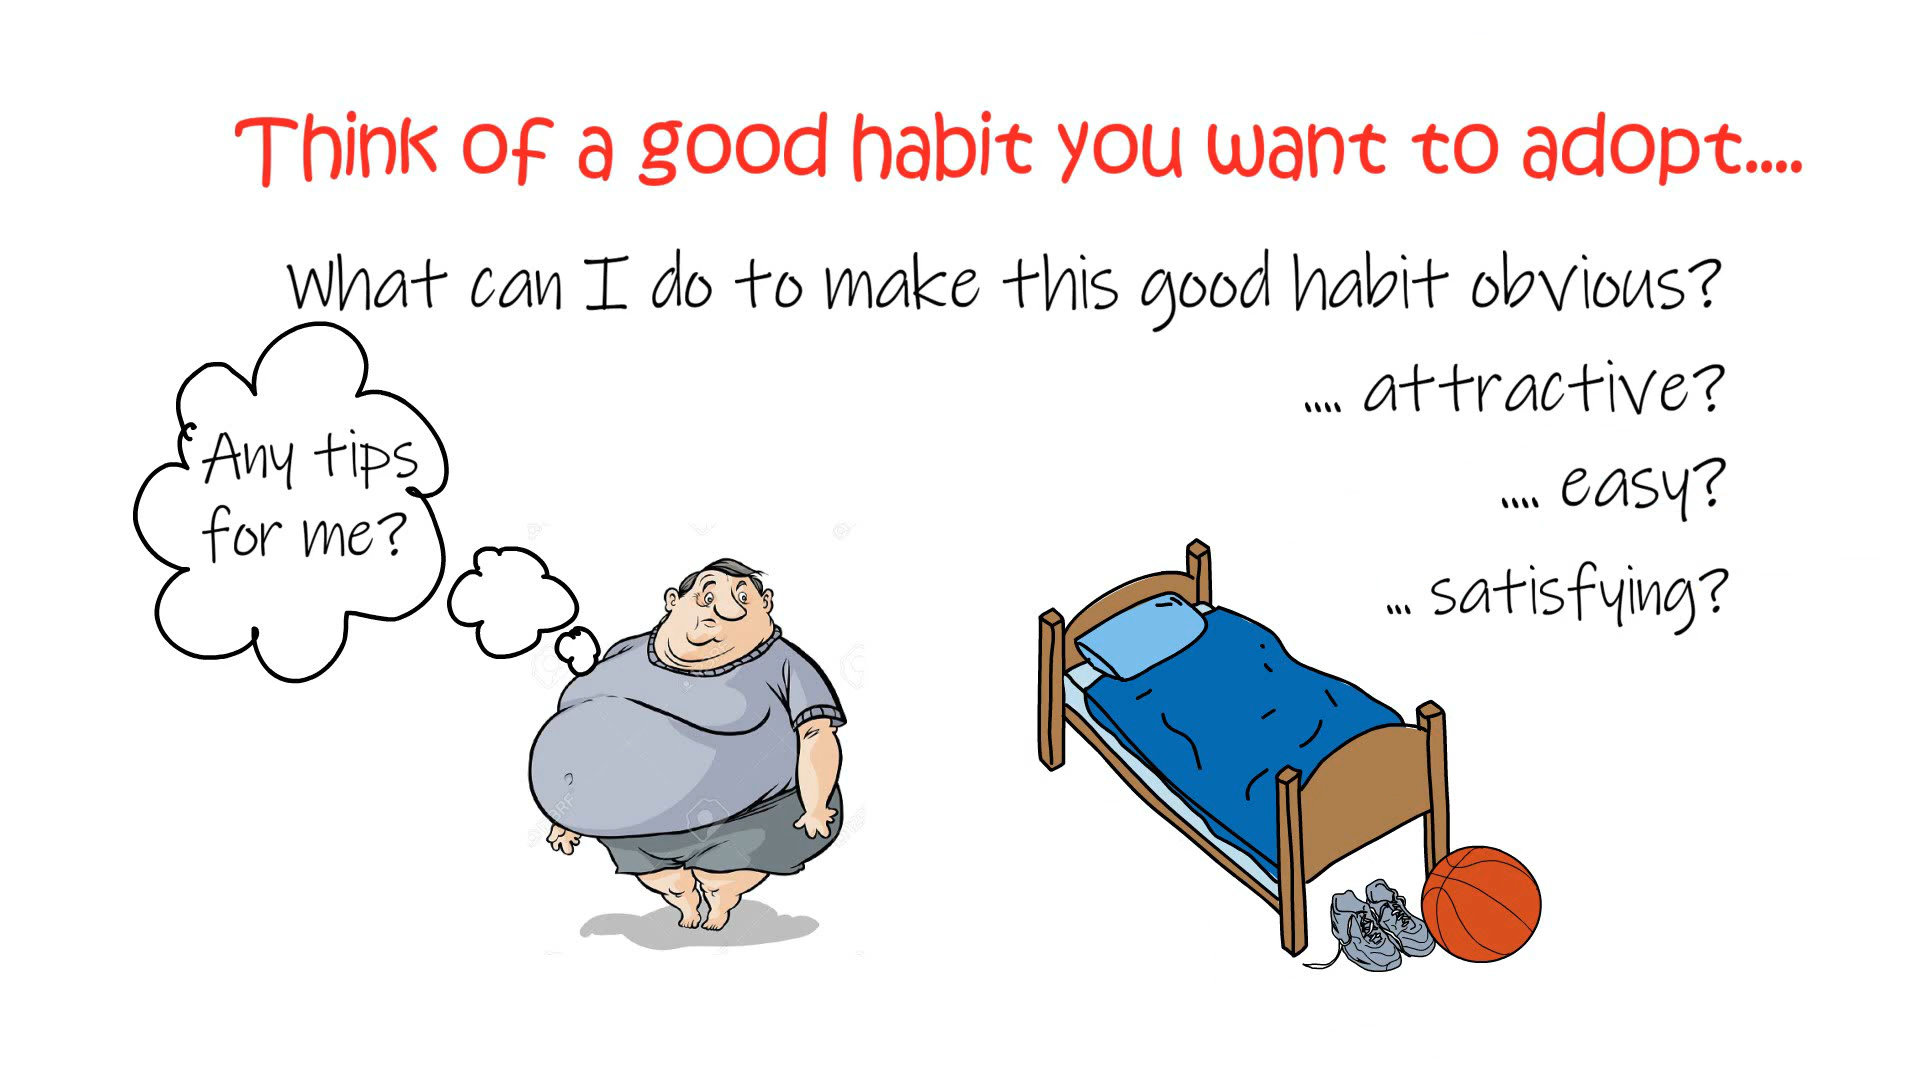 Think of a good habit you want to adopt....
What can I do to make this good habit obvious?
.... attractive?
.... easy?
... satisfying?
Any tips
for me?